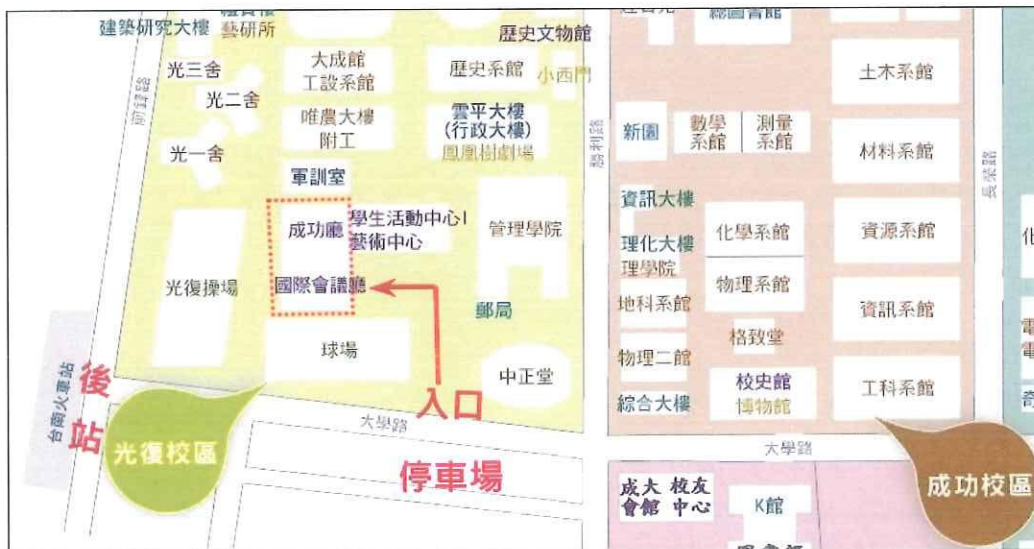 總圖書館
建築研究大樓
藝研所
歷史文物館
光三舍
大成館
工設系館
歷史系館
小西門
土木系館
前鋒路
光二舍
唯農大樓
附工
雲平大樓
(行政大樓)
鳳凰樹劇場
勝利路
新園
數學
系館
測量
系館
材料系館
長榮路
光一舍
軍訓室
資訊大樓
成功廳
學生活動中心I
藝術中心
管理學院
理化大樓
理學院
化學系館
資源系館
光復操場
國際會議廳
郵局
地科系館
物理系館
資訊系館
球場
格致堂
物理二館
中正堂
校史館
博物館
工科系館
台南火車站
後
站
入口
綜合大樓
大學路
大學路
光復校區
停車場
成大
會館
校友
中心
K館
成功校區